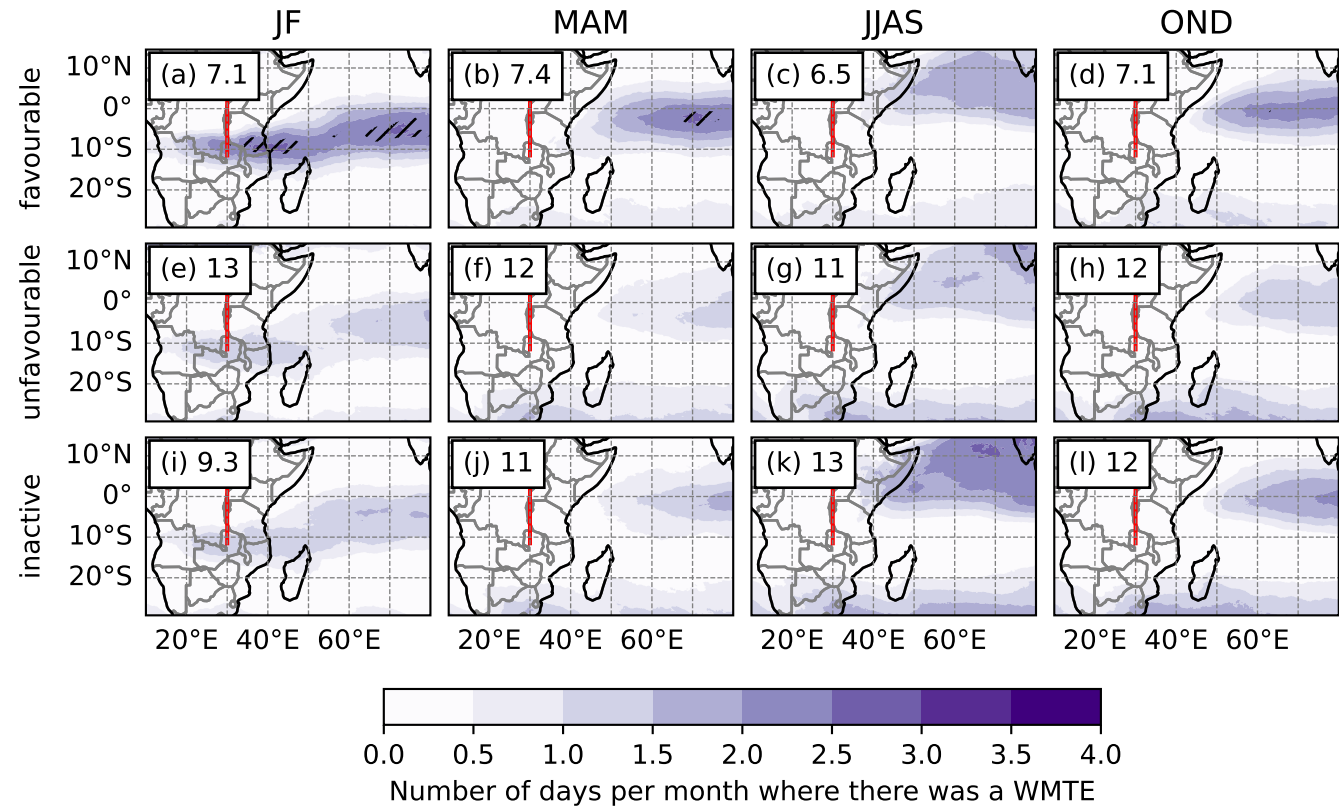 JF MAM JJAS OND
favourable
10°N
0°
10°S
20°S
(a) 7.1
(b) 7.4
(c) 6.5
(d) 7.1
unfavourable
10°N
0°
10°S
20°S
(e) 13
(f) 12
(g) 11
(h) 12
inactive
10°N
0°
10°S
20°S
(i) 9.3
(j) 11
(k) 13
(l) 12
20°E 40°E 60°E 20°E 40°E 60°E 20°E 40°E 60°E 20°E 40°E 60°E
0.0 0.5 1.0 1.5 2.0 2.5 3.0 3.5 4.0
Number of days per month where there was a WMTE